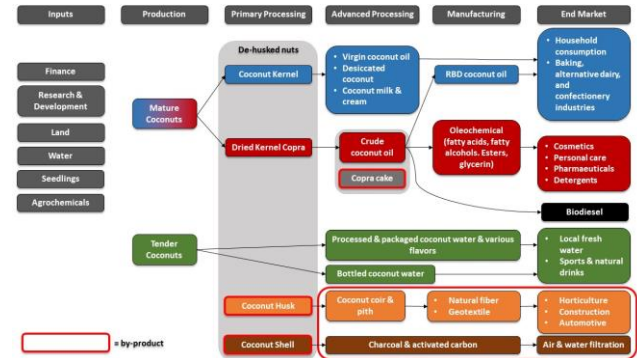 Inputs
Production
Primary Processing
Advanced Processing
Manufacturing
End Market
De-husked nuts
Finance
Research &
Development
Land
Water
Seedlings
Agrochemicals
Mature
Coconuts
Coconut Kernel
• Virgin coconut oil
• Desiccated
coconut
• Coconut milk &
cream
RBD coconut oil
• Household
consumption
• Baking,
alternative dairy,
and
confectionery
industries
Dried Kernel Copra
Crude
coconut oil
Copra cake
Oleochemical
(fatty acids, fatty
alcohols. Esters,
glycerin)
• Cosmetics
• Personal care
• Pharmaceuticals
• Detergents
Biodiesel
Tender
Coconuts
Processed & packaged coconut water & various
flavors
Bottled coconut water
• Local fresh
water
• Sports & natural
drinks
Coconut Husk
Coconut coir &
pith
• Natural fiber
• Geotextile
• Horticulture
• Construction
• Automotive
Coconut Shell
Charcoal & activated carbon
Air & water filtration
= by-product